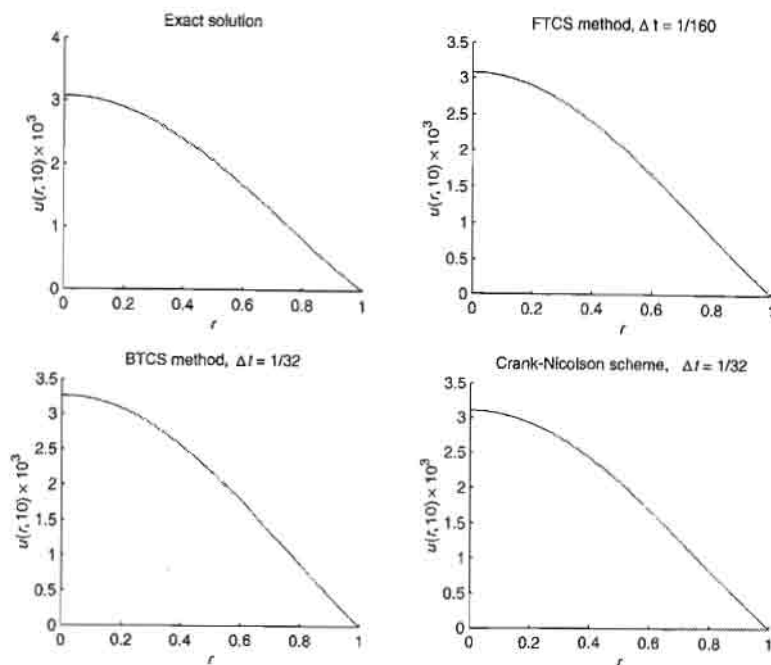 Exact solution
4
3
2
1
0
u(r, 10) × 10³
0 0.2 0.4 0.6 0.8 1
r
FTCS method, Δ t = 1/160
3.5
3
2.5
2
1.5
1
0.5
0
u(r, 10) × 10³
0 0.2 0.4 0.6 0.8 1
r
BTCS method, Δt = 1/32
3.5
3
2.5
2
1.5
1
0.5
0
u(r, 10) × 10³
0 0.2 0.4 0.6 0.8 1
r
Crank-Nicolson scheme, Δt = 1/32
3.5
3
2.5
2
1.5
1
0.5
0
u(r, 10) × 10³
0 0.2 0.4 0.6 0.8 1
r